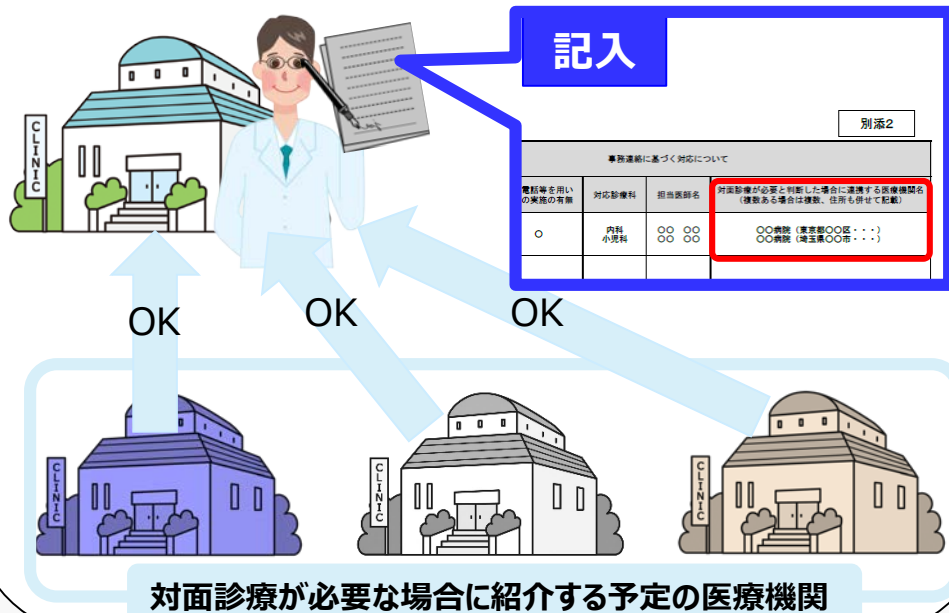 記入
別添2
CLINIC
事務連絡に基づく対応について
電話等を用い
の実施の有無
対応診療科
担当医師名
対面診療が必要と判断した場合に連携する医療機関名
(複数ある場合は複数、住所も併せて記載)
○
内科
小児科
○○ ○○
○○ ○○
○○病院(東京都○○区・・・)
○○病院(埼玉県○○市・・・)
OK
OK
OK
CLINIC
CLINIC
CLINIC
対面診療が必要な場合に紹介する予定の医療機関